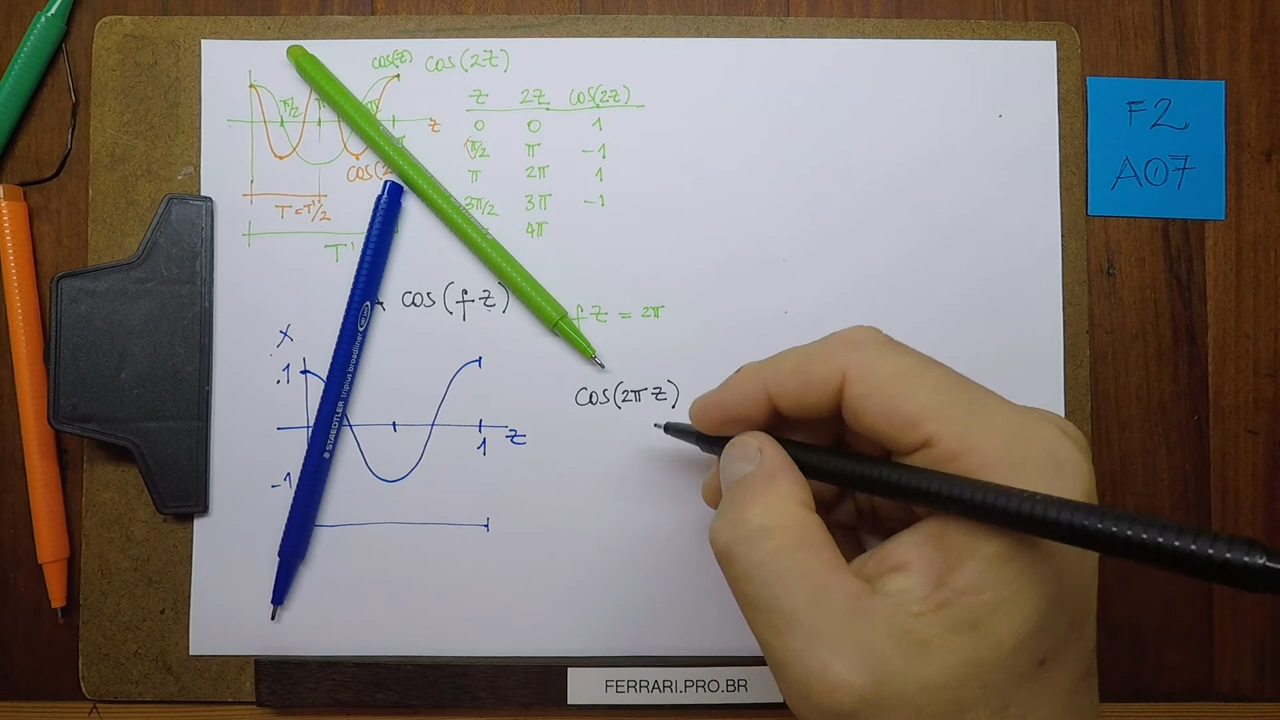 cos(z) cos(2z)
z 2z cos(2z)
0 0 1
π/2 π -1
π 2π 1
3π/2 3π -1
4π
π/2
z
T=T'/2
T'
cos(fz)
fz = 2π
x
1
-1
1
z
cos(2πz)
STAEDTLER triplus broadliner
F2
A07
FERRARI.PRO.BR